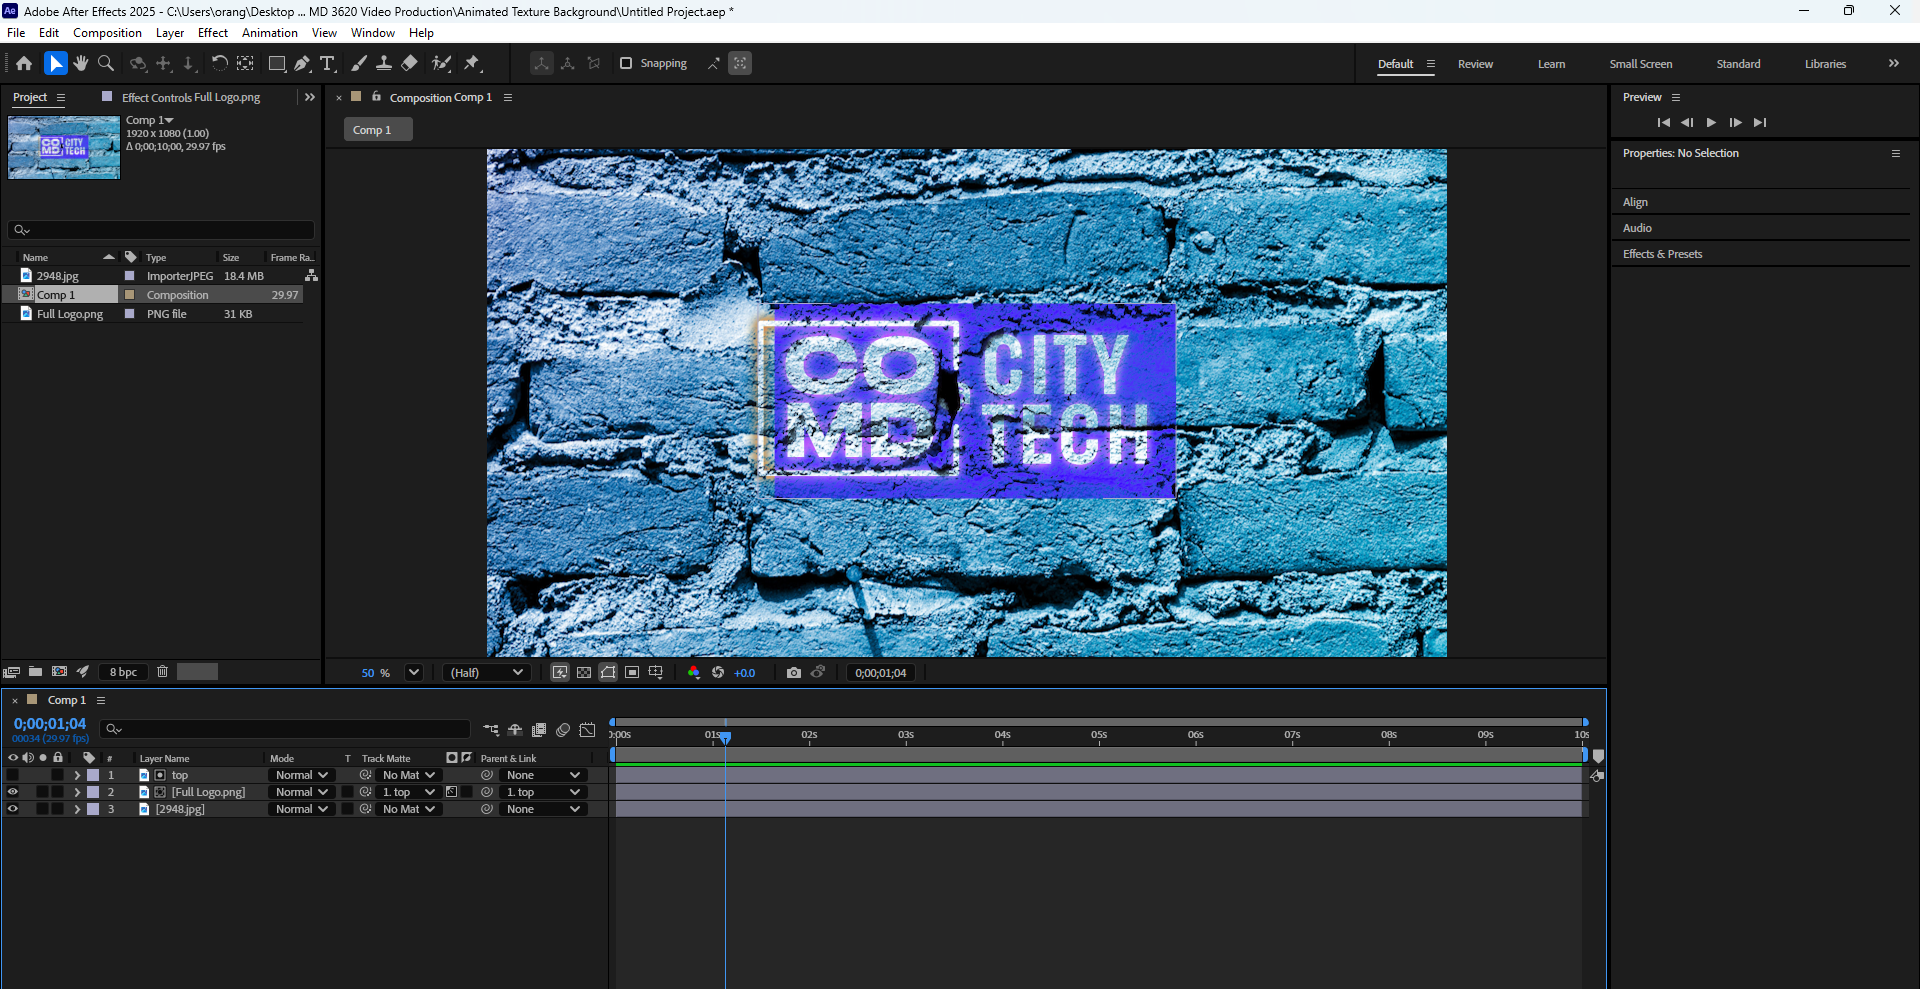 Adobe After Effects 2025 - C:\Users\orang\Desktop ... MD 3620 Video Production\Animated Texture Background\Untitled Project.aep *
File Edit Composition Layer Effect Animation View Window Help
Snapping
Default Review Learn Small Screen Standard Libraries
Project Effect Controls Full Logo.png
Composition Comp 1
Preview
Comp 1
1920 x 1080 (1.00)
Δ 0;00;10;00, 29.97 fps
Comp 1
Properties: No Selection
Align
Audio
Effects & Presets
Name Type Size Frame Ra..
2948.jpg ImporterJPEG 18.4 MB
Comp 1 Composition 29.97
Full Logo.png PNG file 31 KB
CO
MD
CITY
TECH
8 bpc
50 % (Half) +0.0 0;00;01;04
Comp 1
0;00;01;04
00034 (29.97 fps)
0:00s 01s 02s 03s 04s 05s 06s 07s 08s 09s 10s
# Layer Name Mode T Track Matte Parent & Link
1 top Normal No Mat None
2 [Full Logo.png] Normal 1. top 1. top
3 [2948.jpg] Normal No Mat None